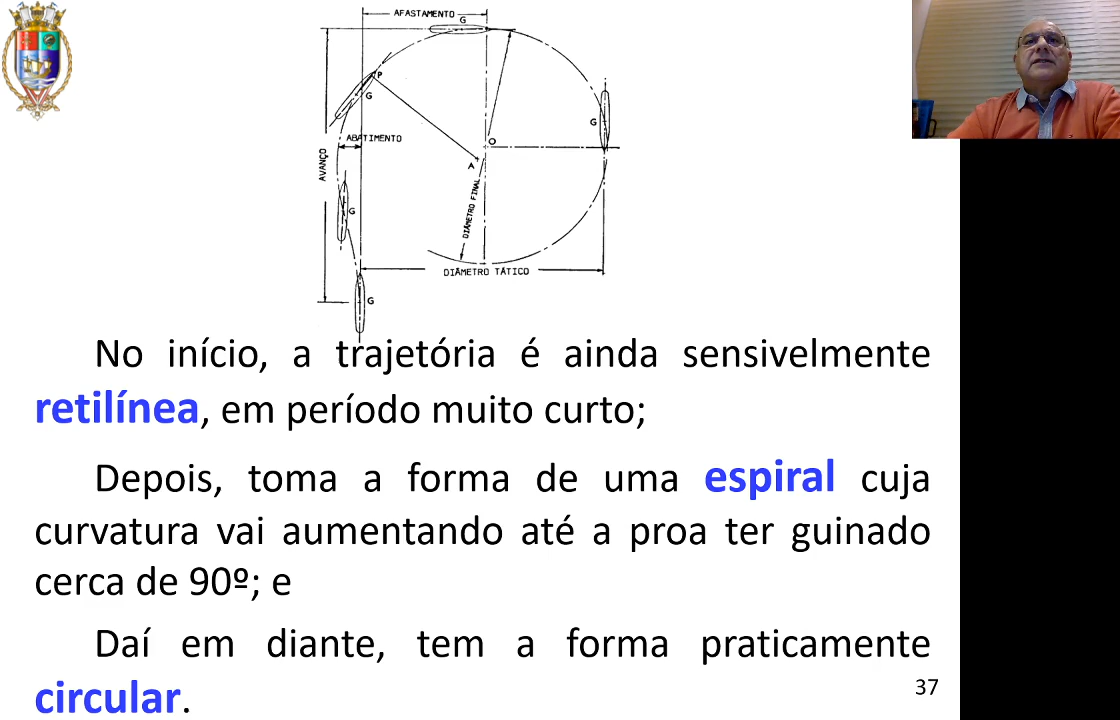 AFASTAMENTO
G
P
G
G
ABATIMENTO
O
AVANÇO
A
DIÂMETRO FINAL
G
DIÂMETRO TÁTICO
G
No início, a trajetória é ainda sensivelmente
retilínea, em período muito curto;
Depois, toma a forma de uma espiral cuja
curvatura vai aumentando até a proa ter guinado
cerca de 90º; e
Daí em diante, tem a forma praticamente
circular.
37